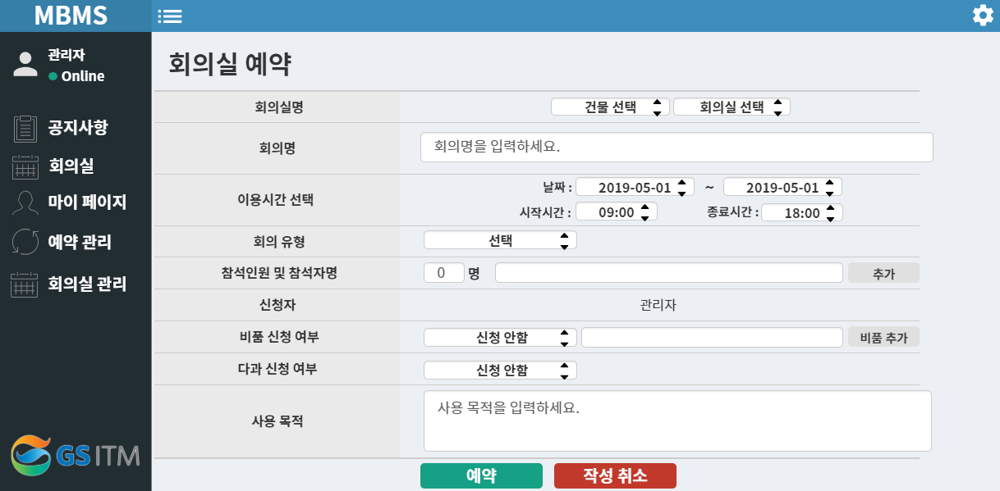 MBMS
관리자
Online
공지사항
회의실
마이 페이지
예약 관리
회의실 관리
GS ITM
회의실 예약
회의실명 건물 선택 회의실 선택
회의명 회의명을 입력하세요.
이용시간 선택 날짜 : 2019-05-01 ~ 2019-05-01
시작시간 : 09:00 종료시간 : 18:00
회의 유형 선택
참석인원 및 참석자명 0 명 추가
신청자 관리자
비품 신청 여부 신청 안함 비품 추가
다과 신청 여부 신청 안함
사용 목적 사용 목적을 입력하세요.
예약 작성 취소